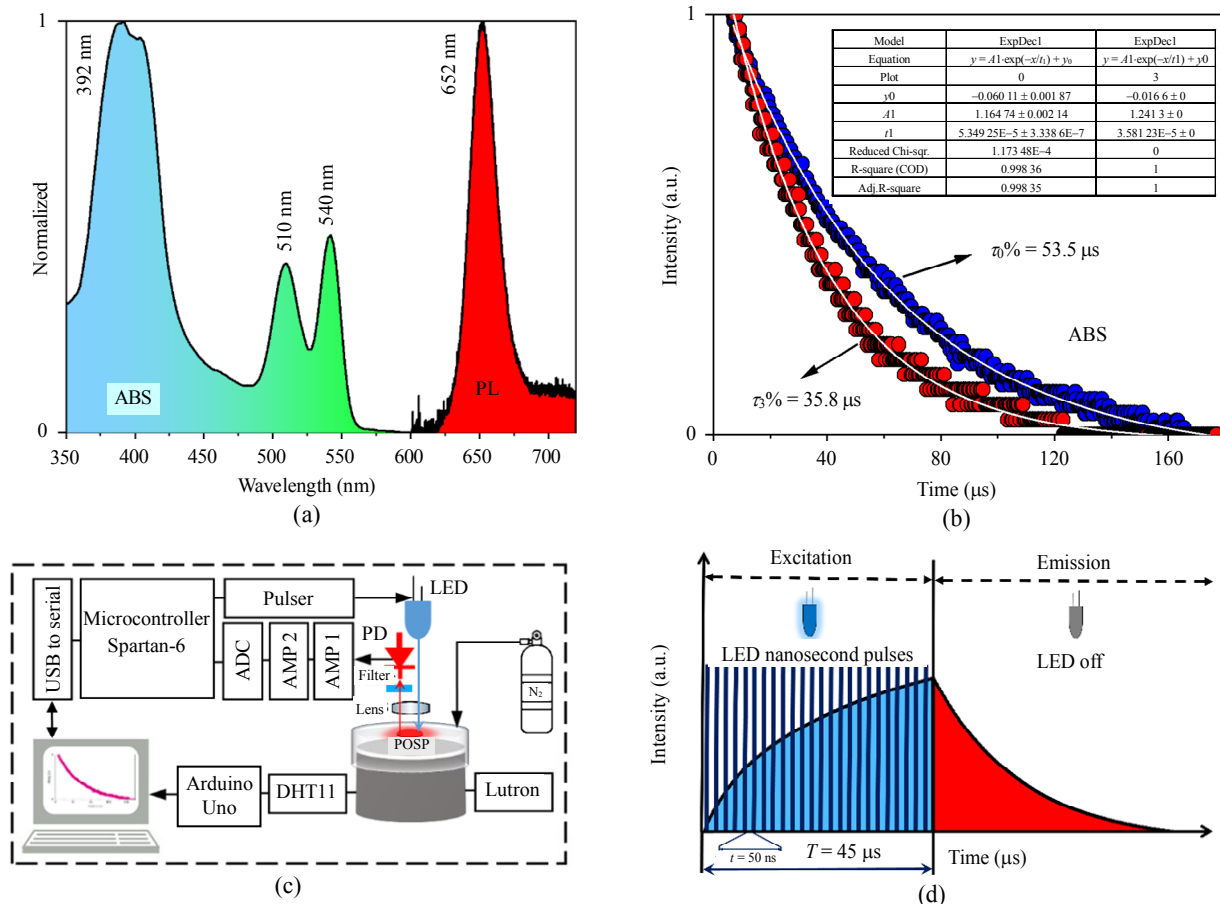 1
392 nm
510 nm
540 nm
652 nm
Normalized
ABS
PL
0
350 400 450 500 550 600 650 700
Wavelength (nm)
(a)
1
Model ExpDec1 ExpDec1
Equation y = A1·exp(−x/t₁) + y₀ y = A1·exp(−x/t1) + y0
Plot 0 3
y0 −0.060 11 ± 0.001 87 −0.016 6 ± 0
A1 1.164 74 ± 0.002 14 1.241 3 ± 0
t1 5.349 25E−5 ± 3.338 6E−7 3.581 23E−5 ± 0
Reduced Chi-sqr. 1.173 48E−4 0
R-square (COD) 0.998 36 1
Adj.R-square 0.998 35 1
Intensity (a.u.)
τ₀% = 53.5 μs
ABS
τ₃% = 35.8 μs
0
0 40 80 120 160
Time (μs)
(b)
USB to serial
Microcontroller
Spartan-6
Pulser
LED
ADC
AMP 2
AMP 1
PD
Filter
Lens
N₂
POSP
Arduino
Uno
DHT11
Lutron
(c)
Excitation
Emission
LED nanosecond pulses
LED off
Intensity (a.u.)
t = 50 ns
T = 45 μs
Time (μs)
(d)